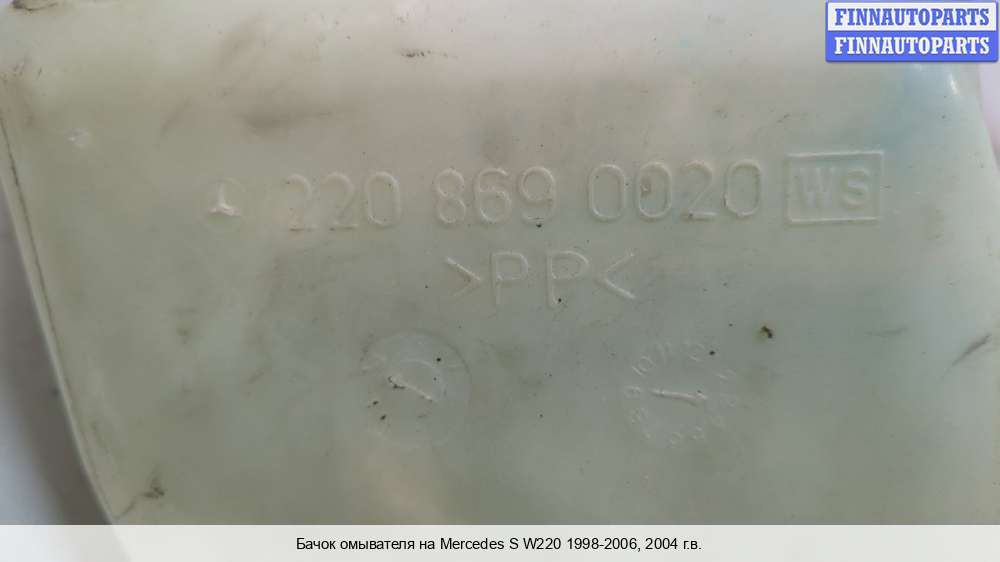 FINNAUTOPARTS
FINNAUTOPARTS
220 869 0020 WS
>PP<
Бачок омывателя на Mercedes S W220 1998-2006, 2004 г.в.